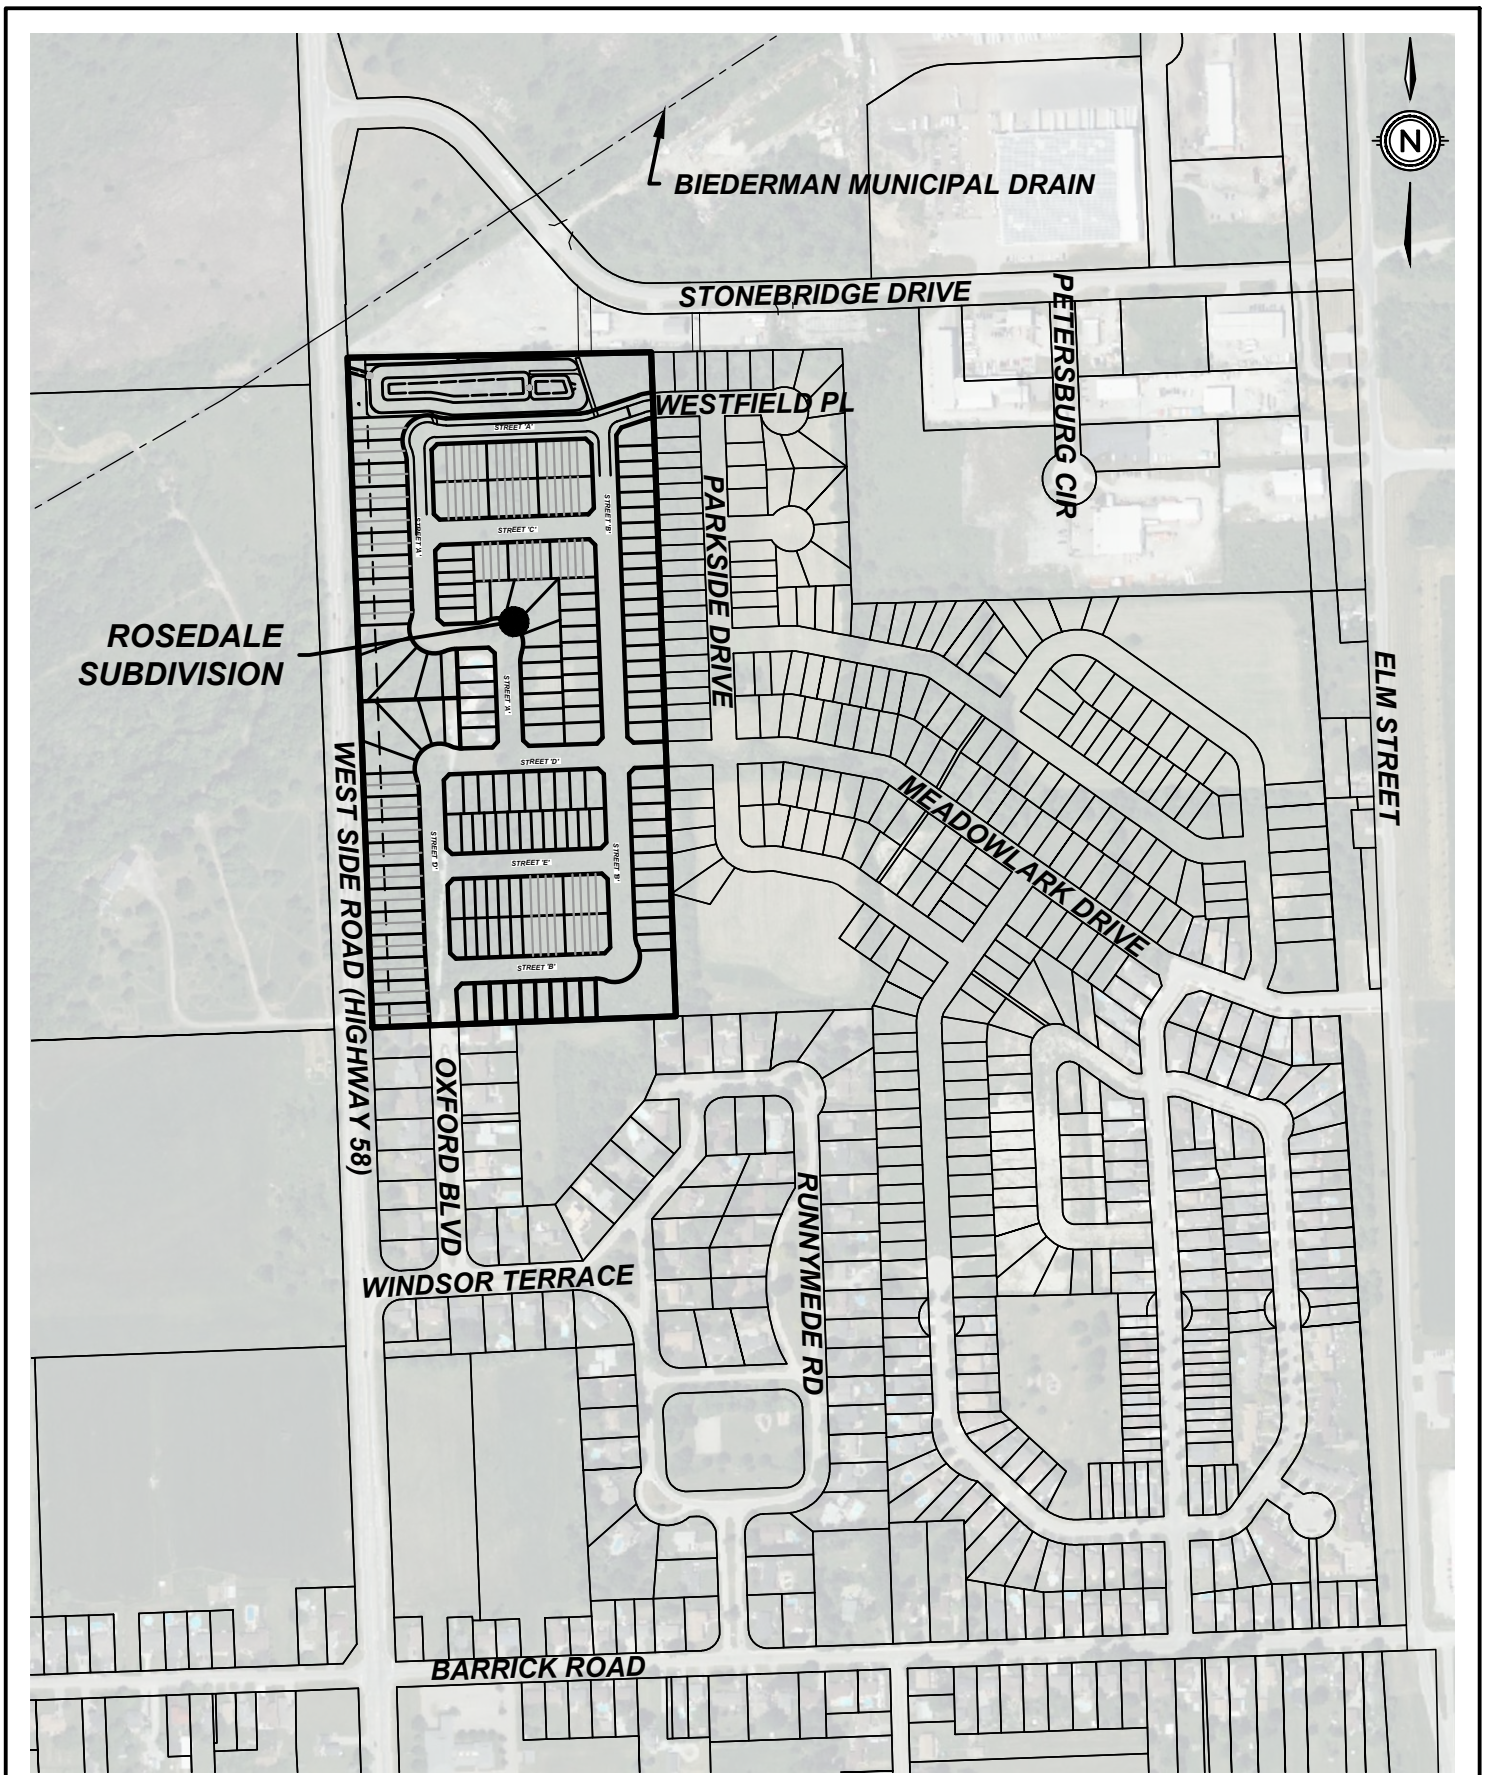 N
BIEDERMAN MUNICIPAL DRAIN
STONEBRIDGE DRIVE
PETERSBURG CIR
WESTFIELD PL
STREET 'A'
STREET 'B'
STREET 'C'
STREET 'A'
PARKSIDE DRIVE
ROSEDALE
SUBDIVISION
STREET 'A'
ELM STREET
WEST SIDE ROAD (HIGHWAY 58)
STREET 'D'
MEADOWLARK DRIVE
STREET 'D'
STREET 'E'
STREET 'B'
STREET 'B'
OXFORD BLVD
RUNNYMEDE RD
WINDSOR TERRACE
BARRICK ROAD